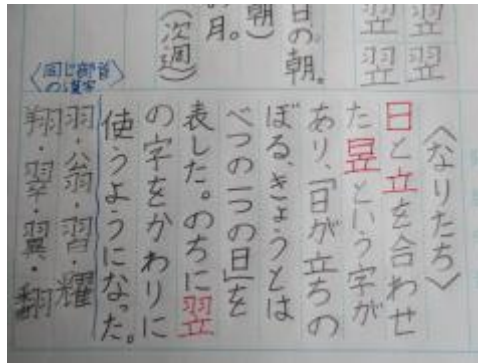 翌翌
翌翌
日の朝。
朝)
の月。
(次週)
〈なりたち〉
日と立を合わせ
た昱という字が
あり、「日が立ちの
ぼる、きょうとは
べつの一つの日」を
表した。のちに翌
の字をかわりに
使うようになった。
〈同じ部首
の漢字〉
羽・翁・習・耀
翔・翠・翼・翻